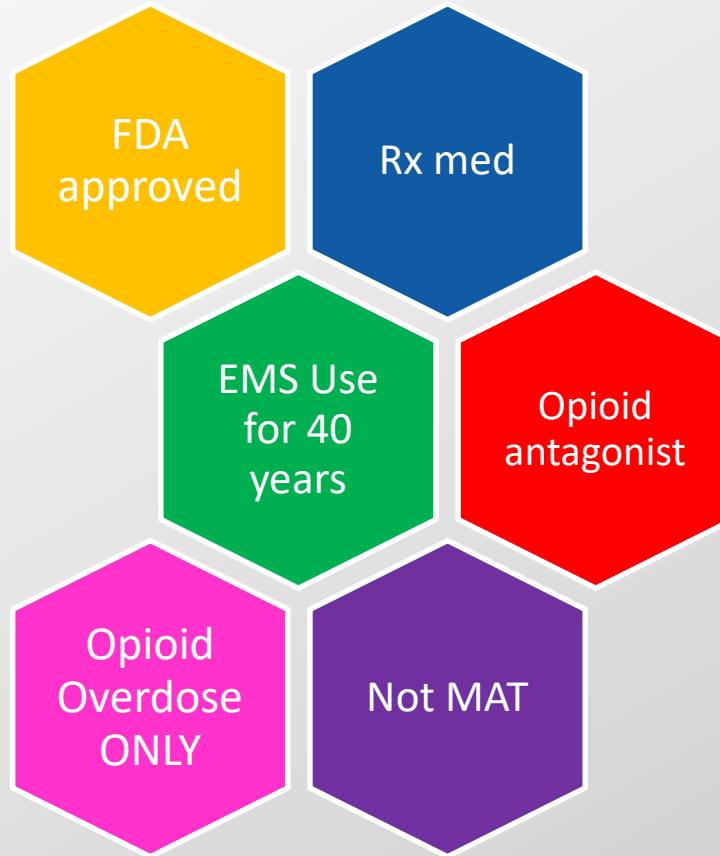 FDA
approved
Rx med
EMS Use
for 40
years
Opioid
antagonist
Opioid
Overdose
ONLY
Not MAT